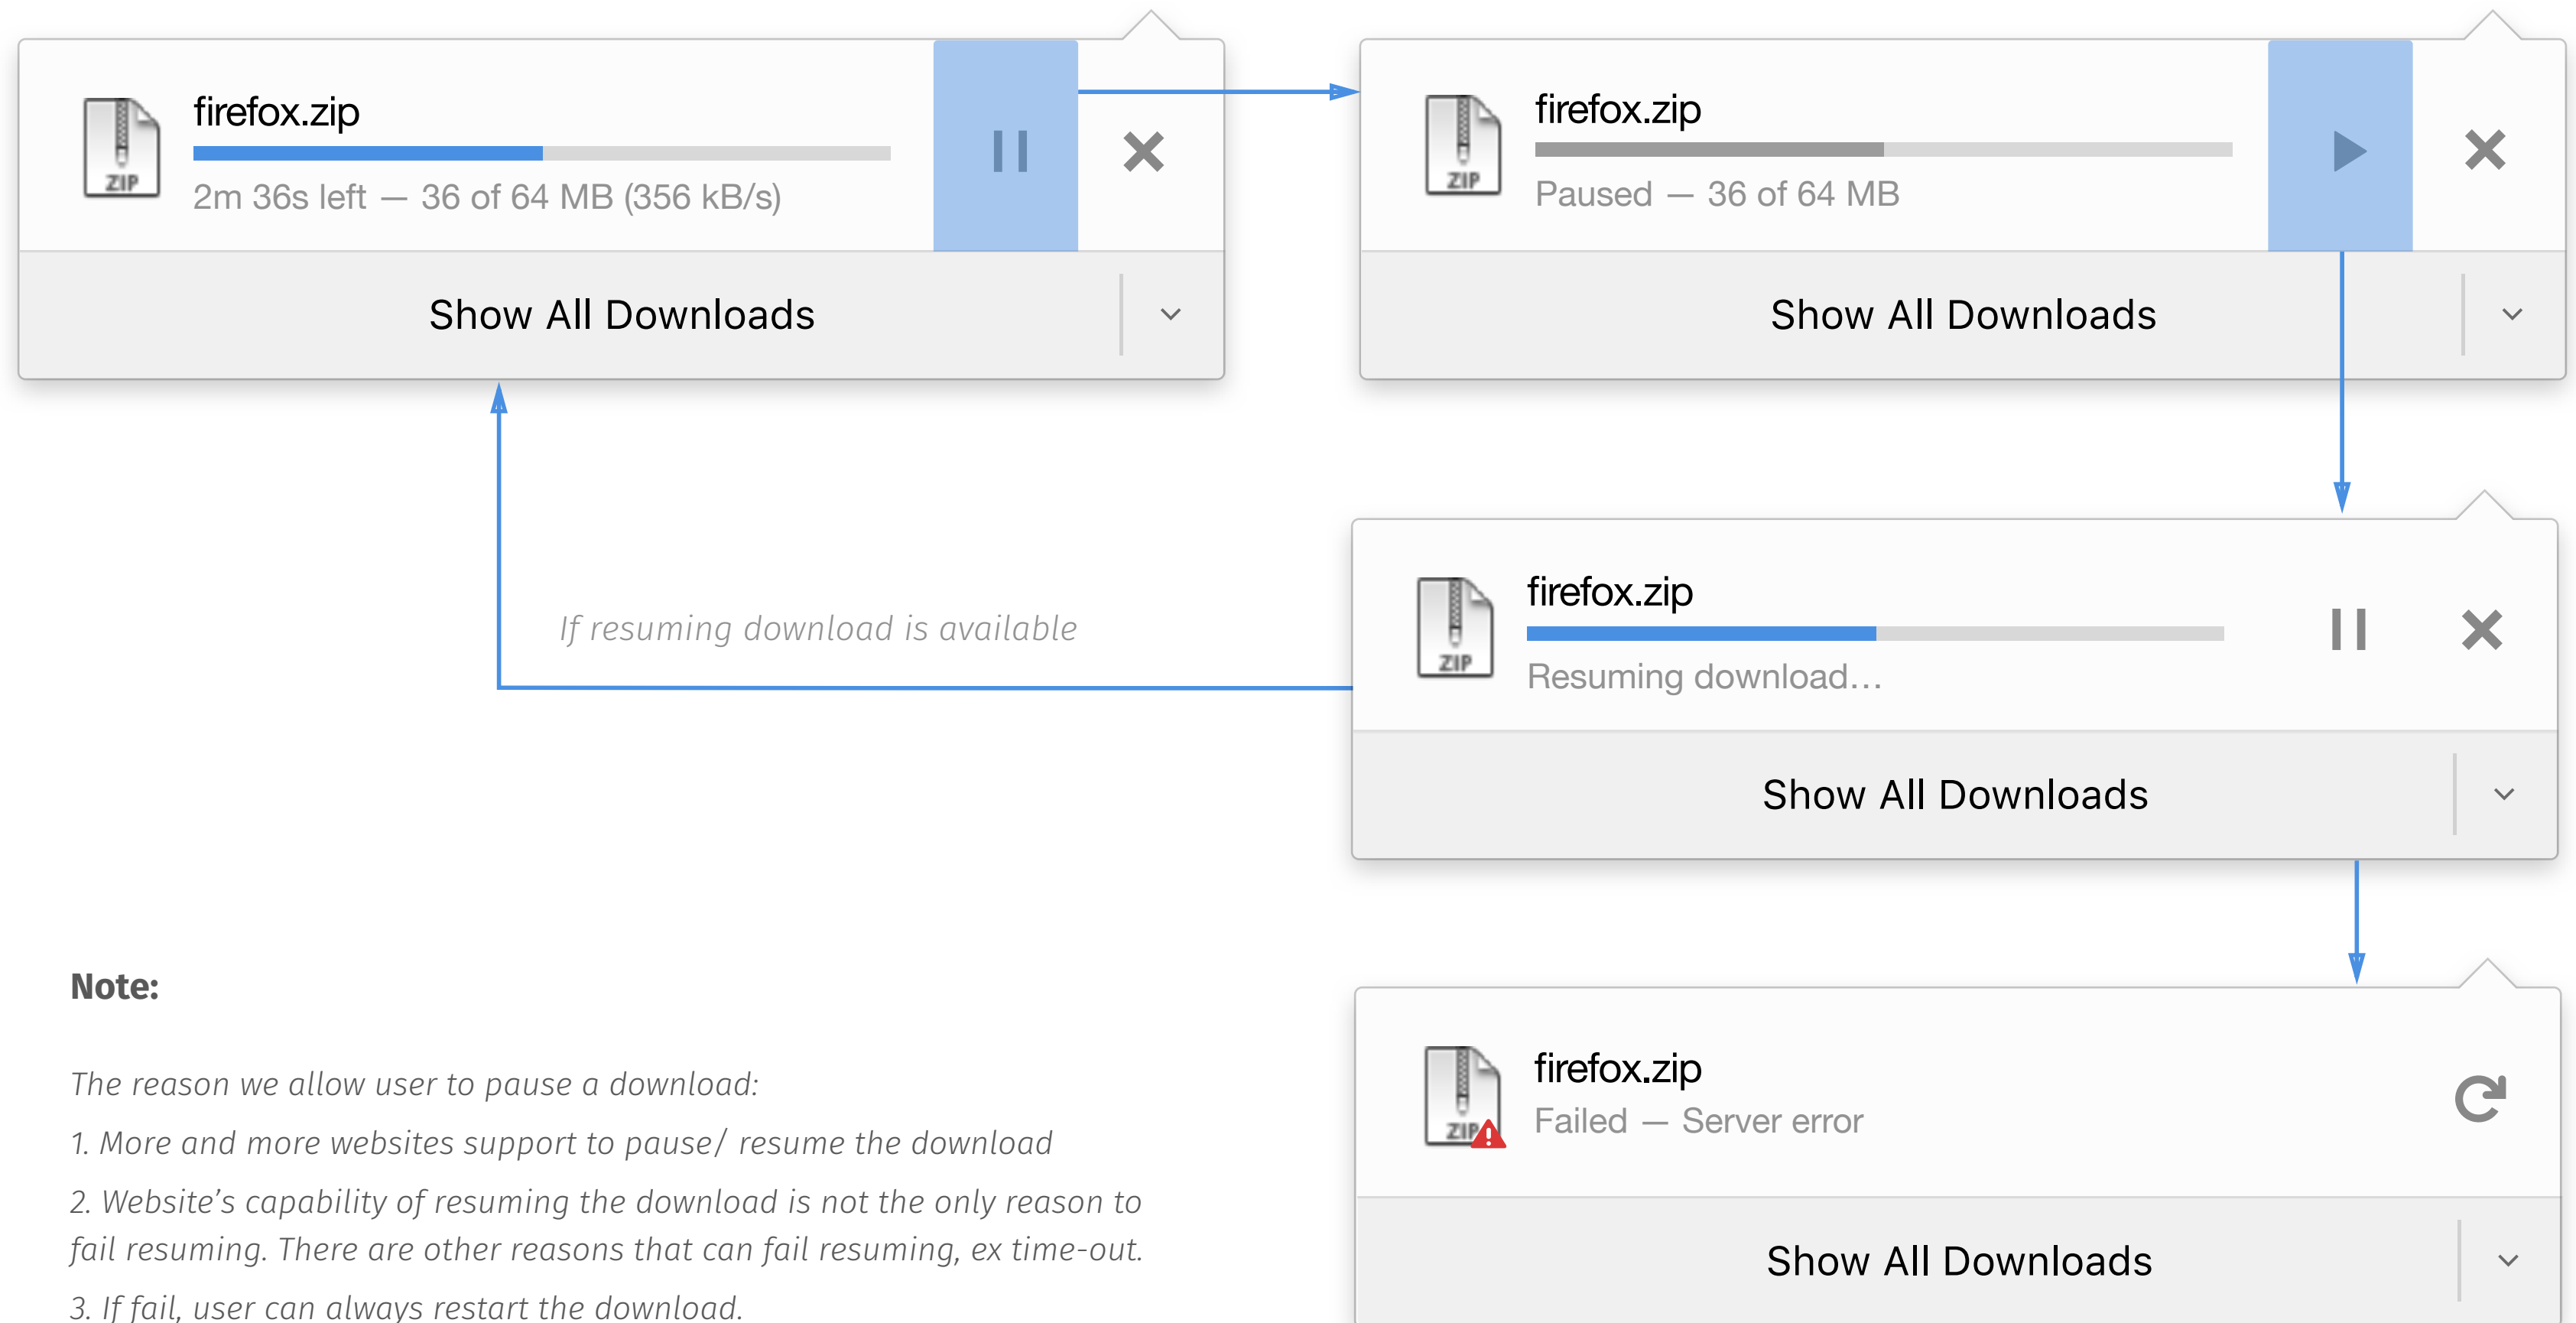 firefox.zip
ZIP
2m 36s left — 36 of 64 MB (356 kB/s)
Show All Downloads
firefox.zip
ZIP
Paused — 36 of 64 MB
Show All Downloads
If resuming download is available
firefox.zip
ZIP
Resuming download...
Show All Downloads
Note:
The reason we allow user to pause a download:
1. More and more websites support to pause/ resume the download
2. Website’s capability of resuming the download is not the only reason to
fail resuming. There are other reasons that can fail resuming, ex time-out.
3. If fail, user can always restart the download.
firefox.zip
ZIP
Failed — Server error
Show All Downloads